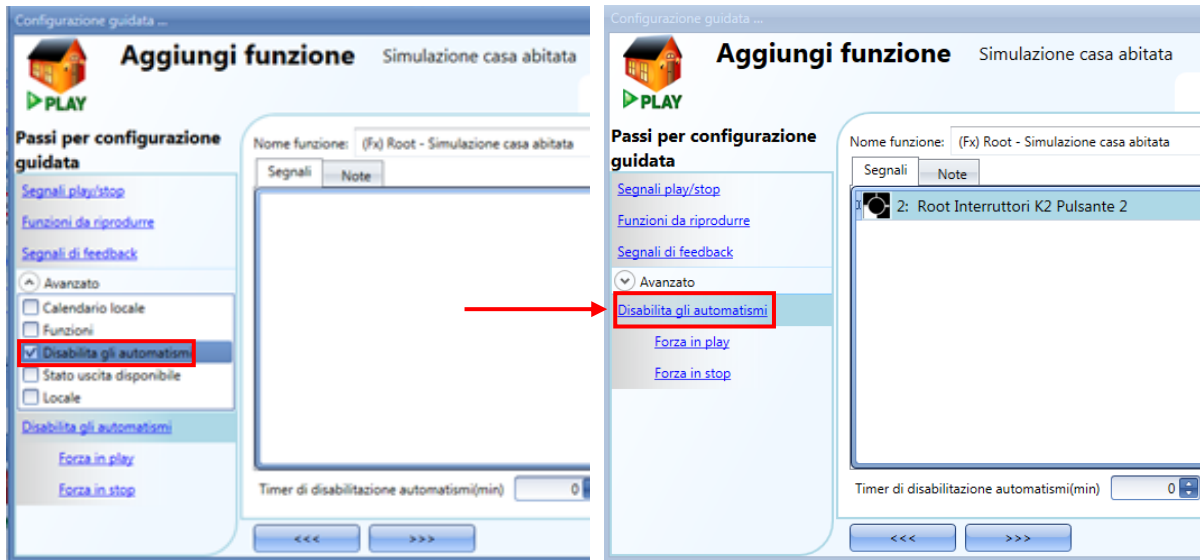 Configurazione guidata ...
Aggiungi funzione Simulazione casa abitata
PLAY
Passi per configurazione
guidata
Segnali play/stop
Funzioni da riprodurre
Segnali di feedback
Avanzato
Calendario locale
Funzioni
Disabilita gli automatismi
Stato uscita disponibile
Locale
Disabilita gli automatismi
Forza in play
Forza in stop
Nome funzione: (Fx) Root - Simulazione casa abitata
Segnali Note
Timer di disabilitazione automatismi(min) 0
<<< >>>
Configurazione guidata ...
Aggiungi funzione Simulazione casa abitata
PLAY
Passi per configurazione
guidata
Segnali play/stop
Funzioni da riprodurre
Segnali di feedback
Avanzato
Disabilita gli automatismi
Forza in play
Forza in stop
Nome funzione: (Fx) Root - Simulazione casa abitata
Segnali Note
2: Root Interruttori K2 Pulsante 2
Timer di disabilitazione automatismi(min) 0
<<< >>>